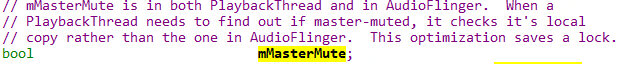 // mMasterMute is in both PlaybackThread and in AudioFlinger.  When a
// PlaybackThread needs to find out if master-muted, it checks it's local
// copy rather than the one in AudioFlinger.  This optimization saves a lock.
bool                            mMasterMute;